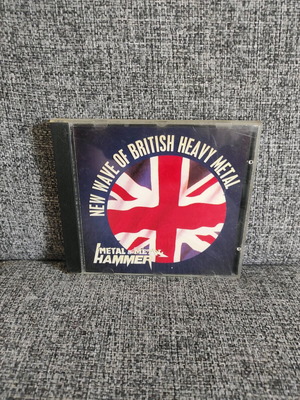 NEW WAVE OF BRITISH HEAVY METAL
METAL
HAMMER